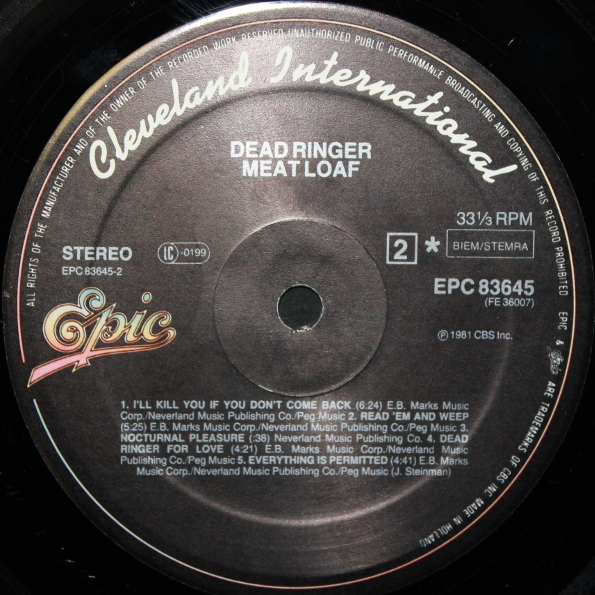 ALL RIGHTS OF THE MANUFACTURER AND OF THE OWNER OF THE RECORDED WORK RESERVED. UNAUTHORIZED PUBLIC PERFORMANCE BROADCASTING AND COPYING OF THIS RECORD PROHIBITED EPIC & Epic ARE TRADEMARKS OF CBS INC MADE IN HOLLAND
Cleveland International
DEAD RINGER
MEAT LOAF
33 1/3 RPM
STEREO
LC -0199
2 *
BIEM/STEMRA
EPC 83645-2
EPC 83645
(FE 36007)
Epic
℗ 1981 CBS Inc.
1. I'LL KILL YOU IF YOU DON'T COME BACK (6:24) E.B. Marks Music
Corp./Neverland Music Publishing Co./Peg Music 2. READ 'EM AND WEEP
(5:25) E.B. Marks Music Corp./Neverland Music Publishing Co./Peg Music 3.
NOCTURNAL PLEASURE (:38) Neverland Music Publishing Co. 4. DEAD
RINGER FOR LOVE (4:21) E.B. Marks Music Corp./Neverland Music
Publishing Co./Peg Music 5. EVERYTHING IS PERMITTED (4:41) E.B. Marks
Music Corp./Neverland Music Publishing Co./Peg Music (J. Steinman)